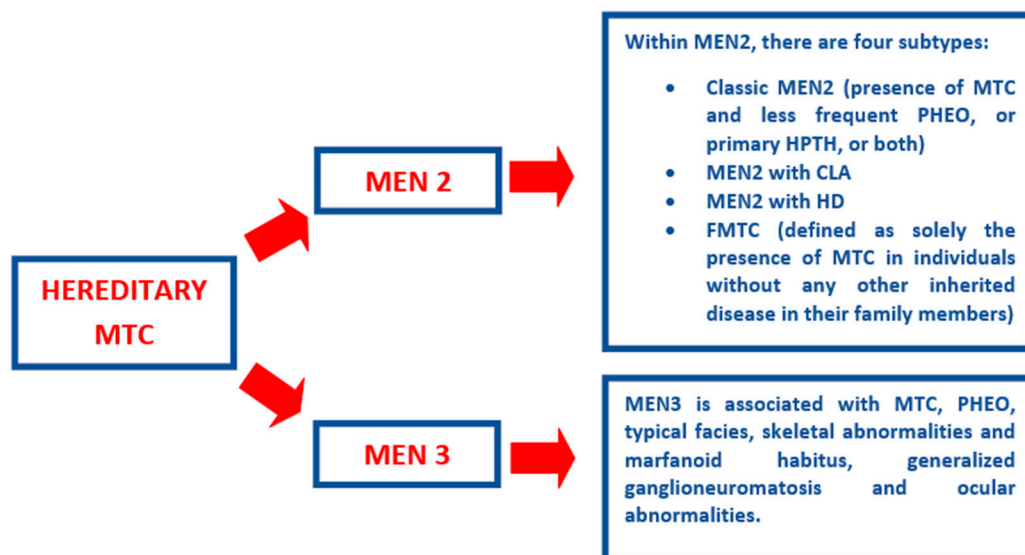 Within MEN2, there are four subtypes:
• Classic MEN2 (presence of MTC
and less frequent PHEO, or
primary HPTH, or both)
• MEN2 with CLA
• MEN2 with HD
• FMTC (defined as solely the
presence of MTC in individuals
without any other inherited
disease in their family members)
MEN 2
HEREDITARY
MTC
MEN 3
MEN3 is associated with MTC, PHEO,
typical facies, skeletal abnormalities and
marfanoid habitus, generalized
ganglioneuromatosis and ocular
abnormalities.